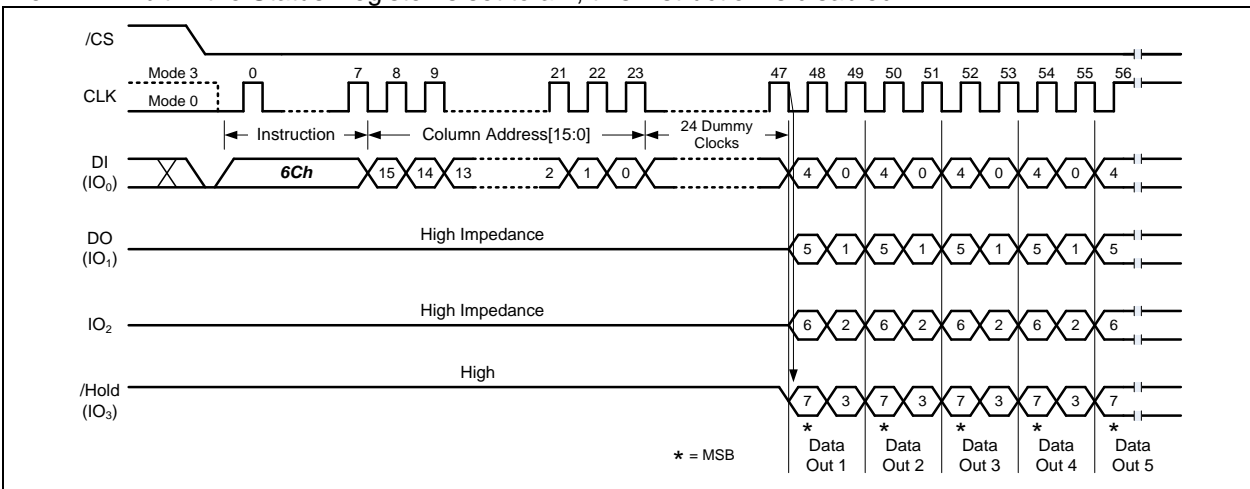 /CS
Mode 3 0 7 8 9 21 22 23 47 48 49 50 51 52 53 54 55 56
CLK
Mode 0
Instruction Column Address[15:0] 24 Dummy Clocks
DI (IO0) 6Ch 15 14 13 2 1 0 4 0 4 0 4 0 4 0 4
DO (IO1) High Impedance 5 1 5 1 5 1 5 1 5
IO2 High Impedance 6 2 6 2 6 2 6 2 6
/Hold (IO3) High 7 3 7 3 7 3 7 3 7
* * * * *
* = MSB
Data Out 1 Data Out 2 Data Out 3 Data Out 4 Data Out 5